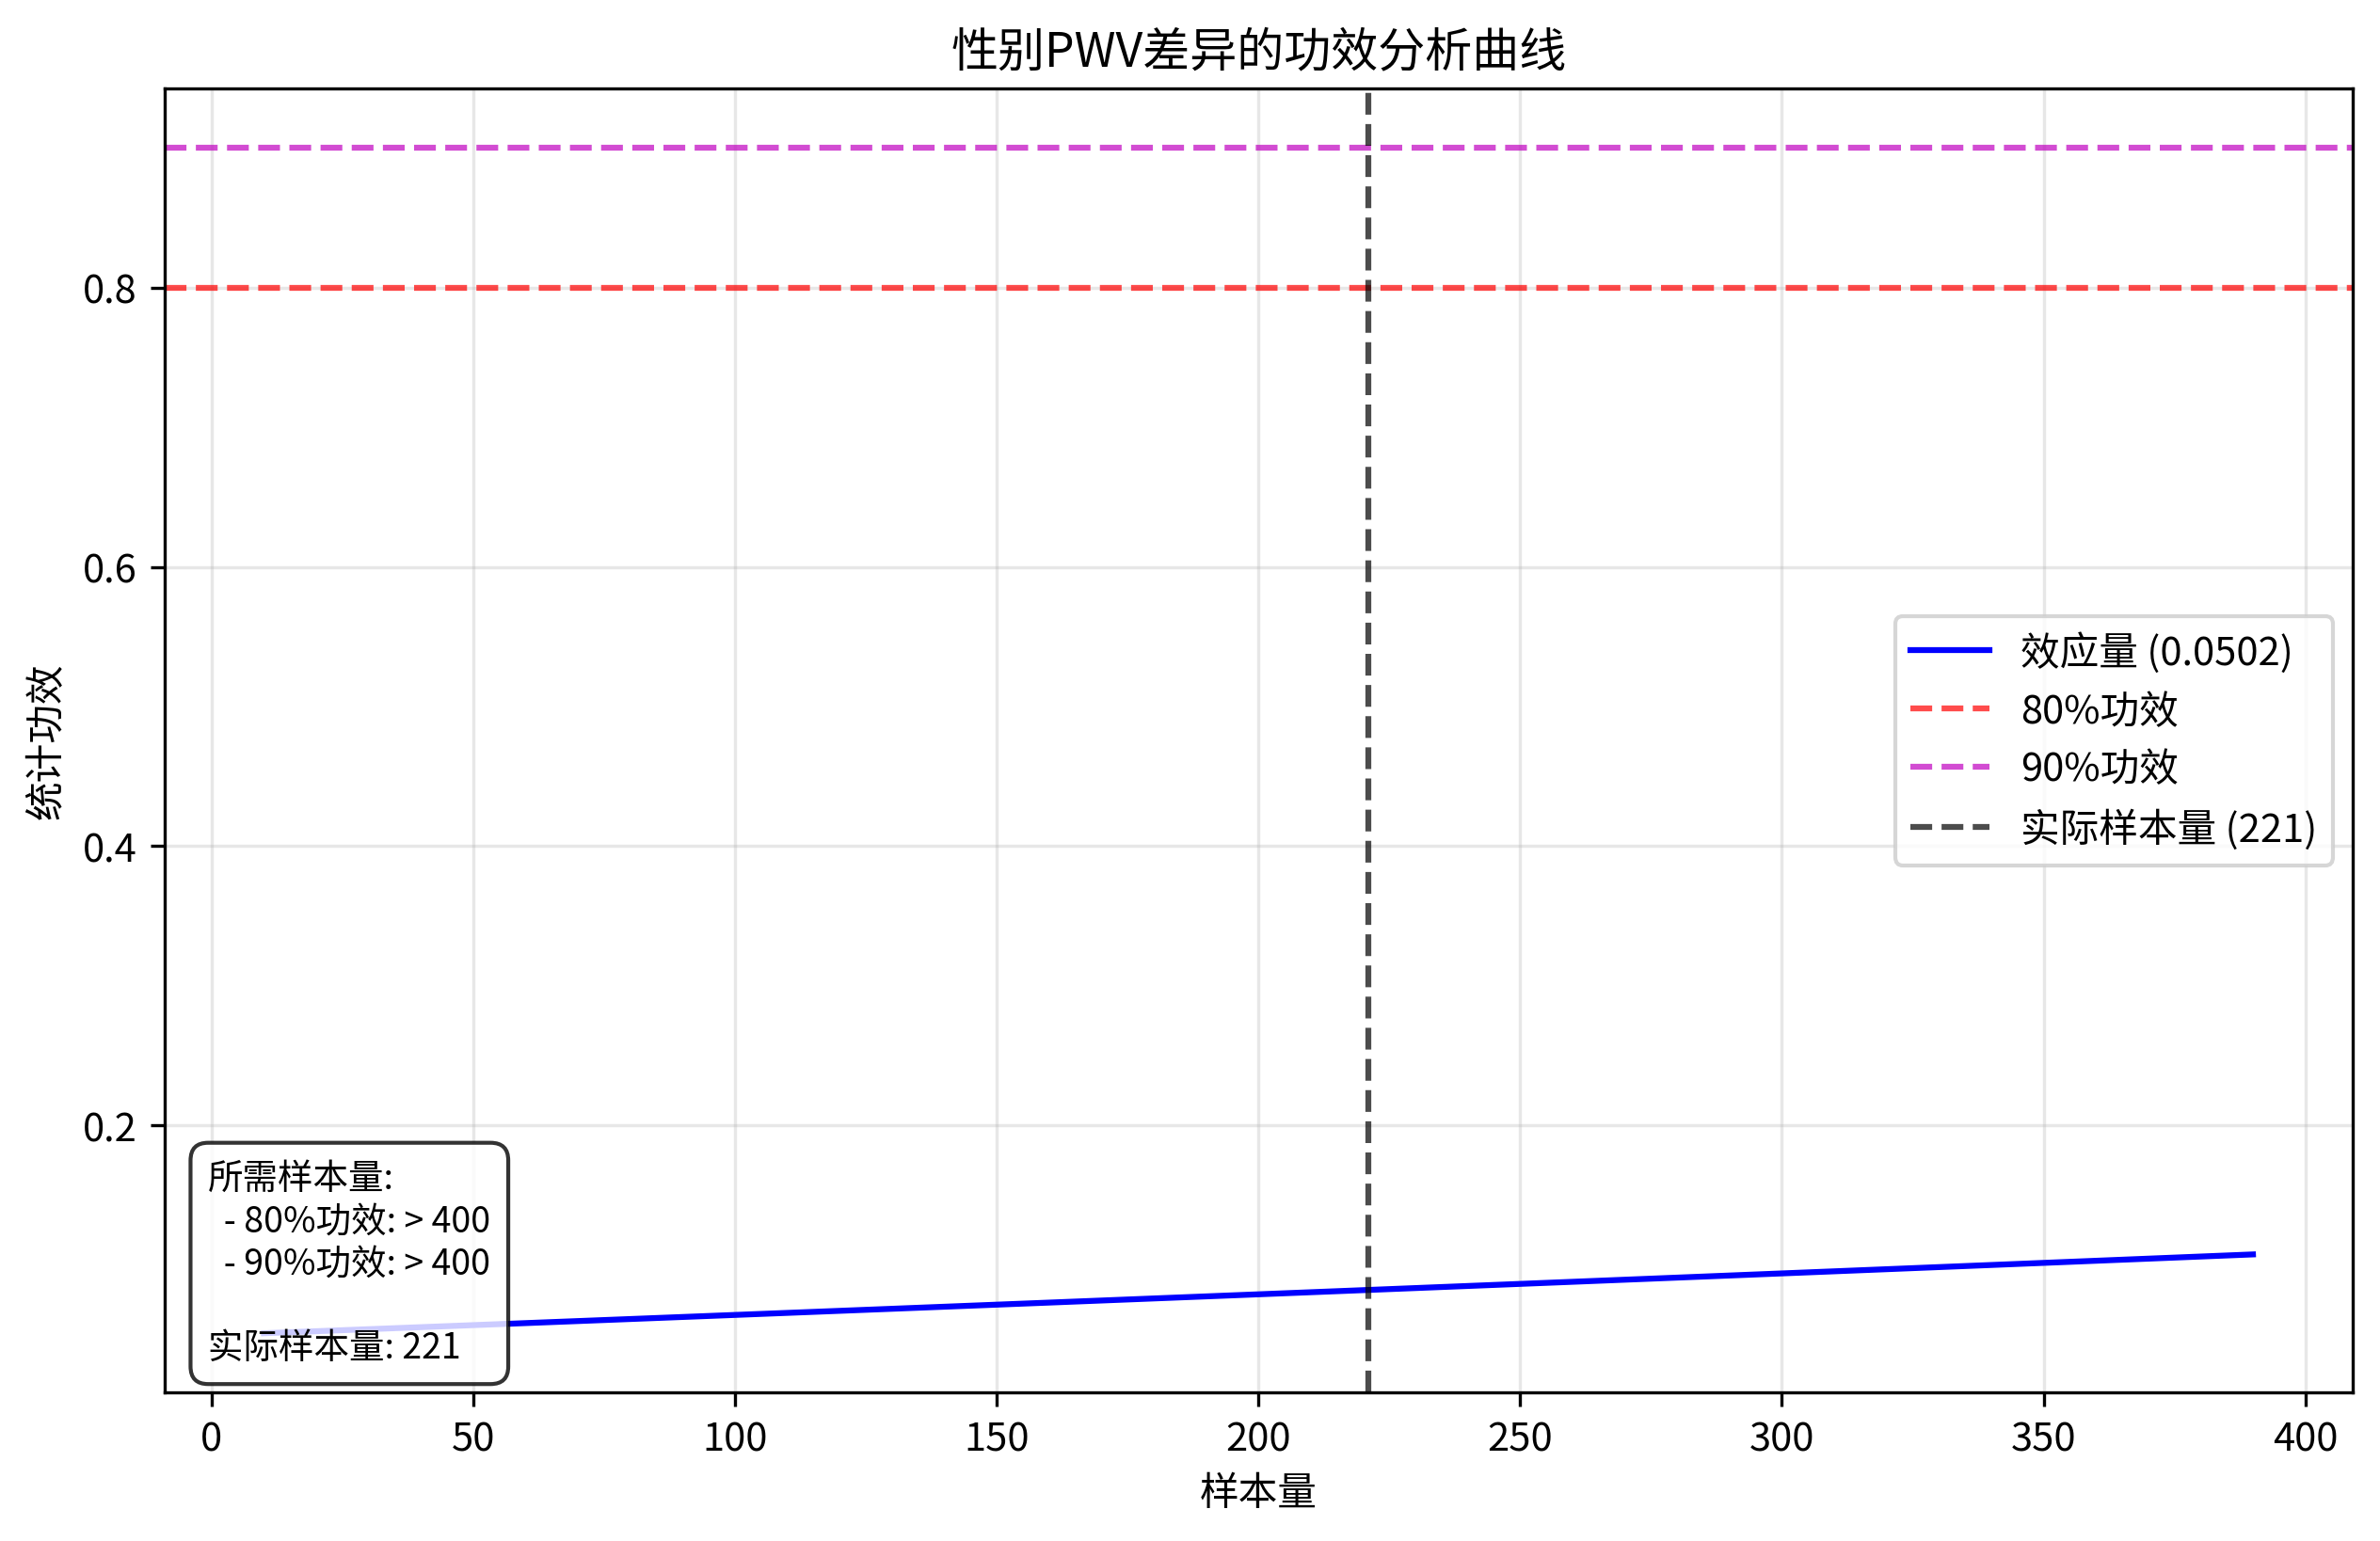 性别PWV差异的功效分析曲线
统计功效
0.8
0.6
0.4
0.2
效应量 (0.0502)
80%功效
90%功效
实际样本量 (221)
所需样本量:
- 80%功效: > 400
- 90%功效: > 400
实际样本量: 221
0 50 100 150 200 250 300 350 400
样本量